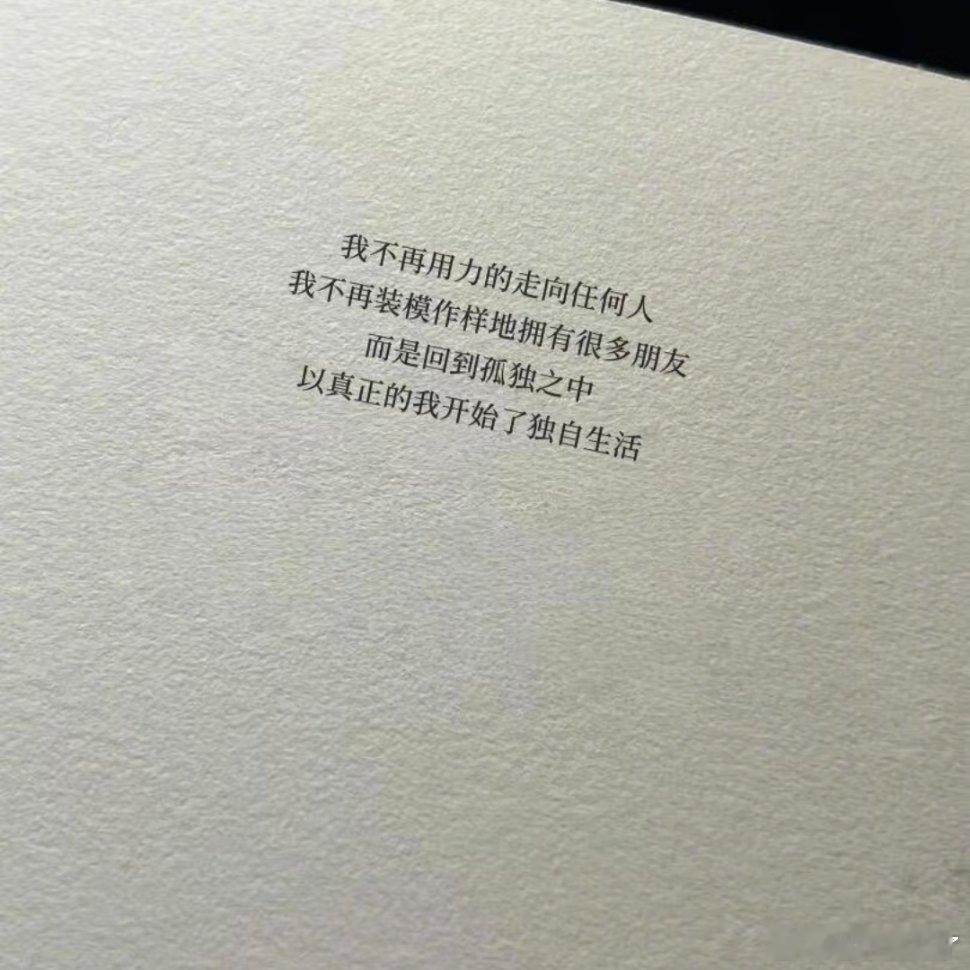 我不再用力的走向任何人
我不再装模作样地拥有很多朋友
而是回到孤独之中
以真正的我开始了独自生活